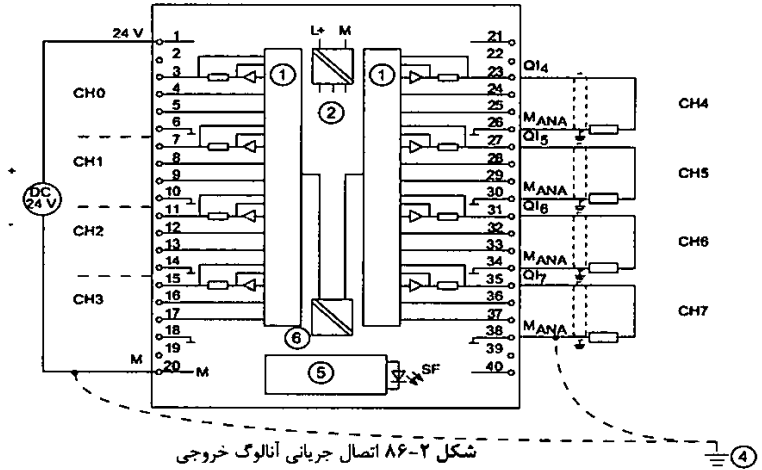 24 V
L+ M
1 21
2 22
3 23 QI4
4 24
5 25
6 26 MANA
7 27 QI5
8 28
9 29
10 30 MANA
11 31 QI6
12 32
13 33
14 34 MANA
15 35 QI7
16 36
17 37
18 38 MANA
19 39
M 20 M 40
CH0
CH1
CH2
CH3
CH4
CH5
CH6
CH7
+
DC
24 V
-
1
1
2
6
5
SF
4
شکل ۲-۸۶ اتصال جریانی آنالوگ خروجی